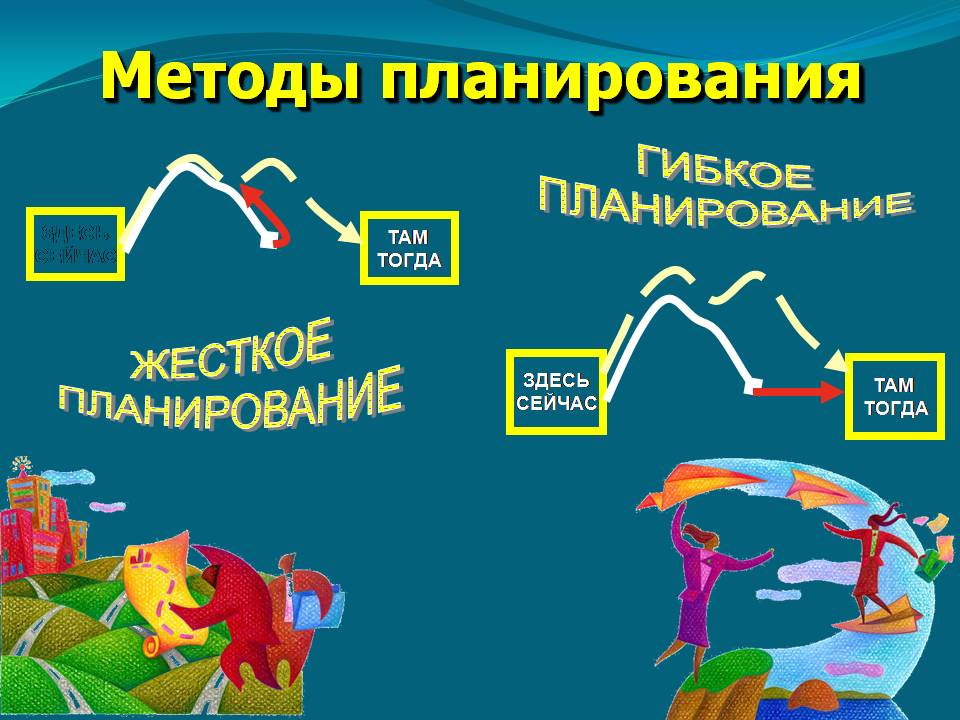 Методы планирования
ЗДЕСЬ
СЕЙЧАС
ТАМ
ТОГДА
ЖЕСТКОЕ
ПЛАНИРОВАНИЕ
ГИБКОЕ
ПЛАНИРОВАНИЕ
ЗДЕСЬ
СЕЙЧАС
ТАМ
ТОГДА